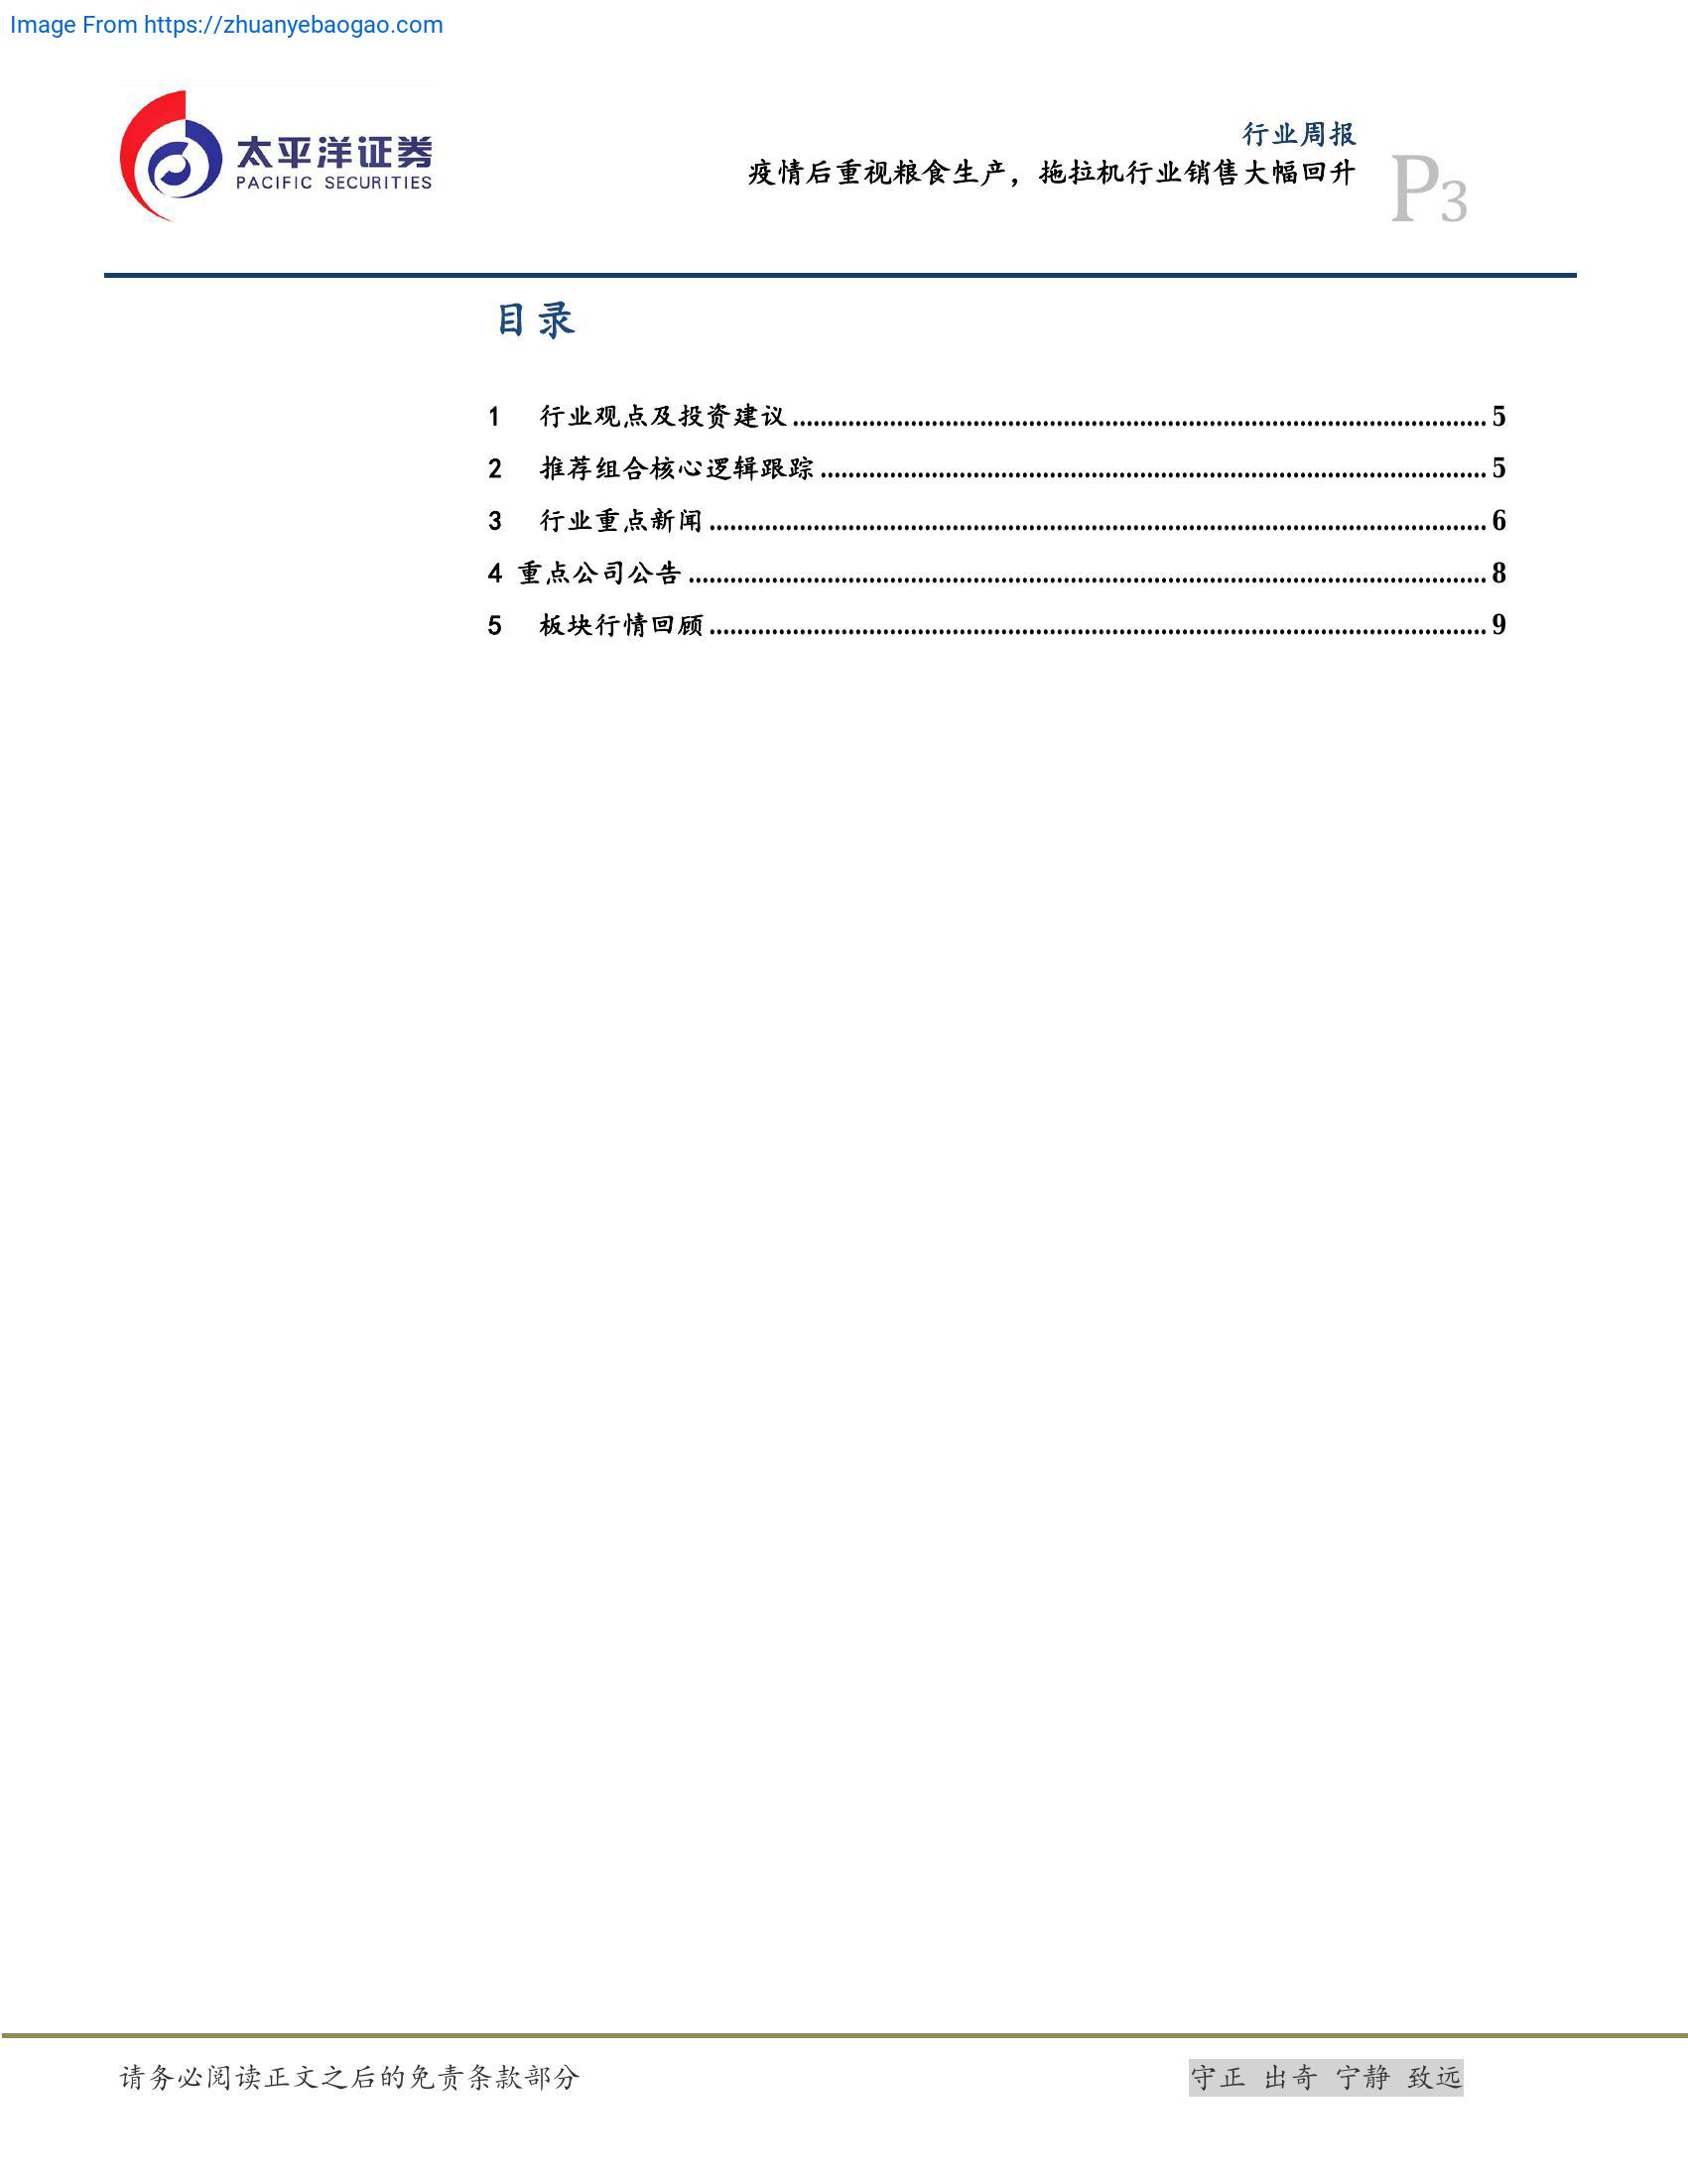 Image From https://zhuanyebaogao.com
太平洋证券
PACIFIC SECURITIES
行业周报
疫情后重视粮食生产，拖拉机行业销售大幅回升
P3
目录
1 行业观点及投资建议 5
2 推荐组合核心逻辑跟踪 5
3 行业重点新闻 6
4 重点公司公告 8
5 板块行情回顾 9
请务必阅读正文之后的免责条款部分
守正 出奇 宁静 致远